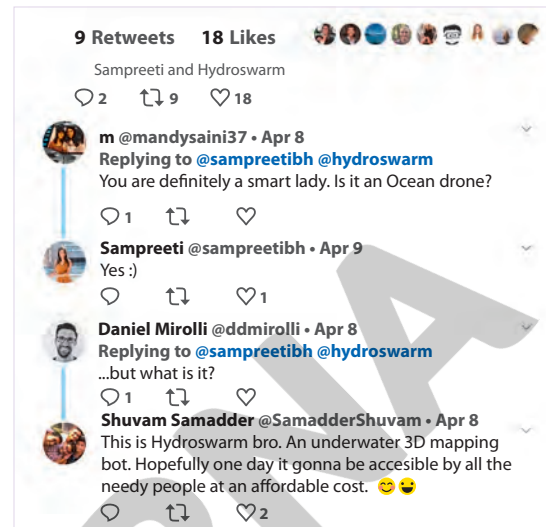 9 Retweets 18 Likes
Sampreeti and Hydroswarm
2 9 18
m @mandysaini37 • Apr 8
Replying to @sampreetibh @hydroswarm
You are definitely a smart lady. Is it an Ocean drone?
1
Sampreeti @sampreetibh • Apr 9
Yes :)
1
Daniel Mirolli @ddmirolli • Apr 8
Replying to @sampreetibh @hydroswarm
...but what is it?
1
Shuvam Samadder @SamadderShuvam • Apr 8
This is Hydroswarm bro. An underwater 3D mapping
bot. Hopefully one day it gonna be accesible by all the
needy people at an affordable cost. 😊😃
2